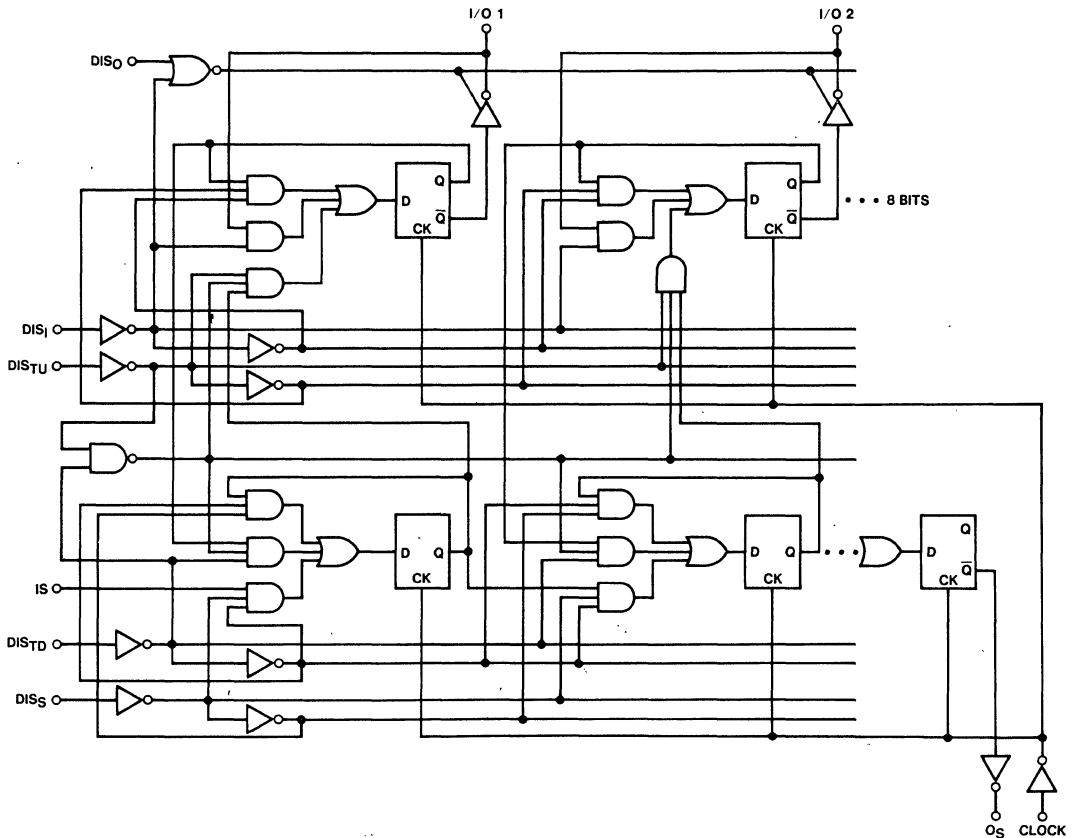 I/O 1
I/O 2
DISO
Q
Q
D
Q̅
D
Q̅
• • • 8 BITS
CK
CK
DISI
DISTU
D
Q
D
Q
• • •
D
Q
Q̅
CK
CK
CK
IS
DISTD
DISS
OS
CLOCK